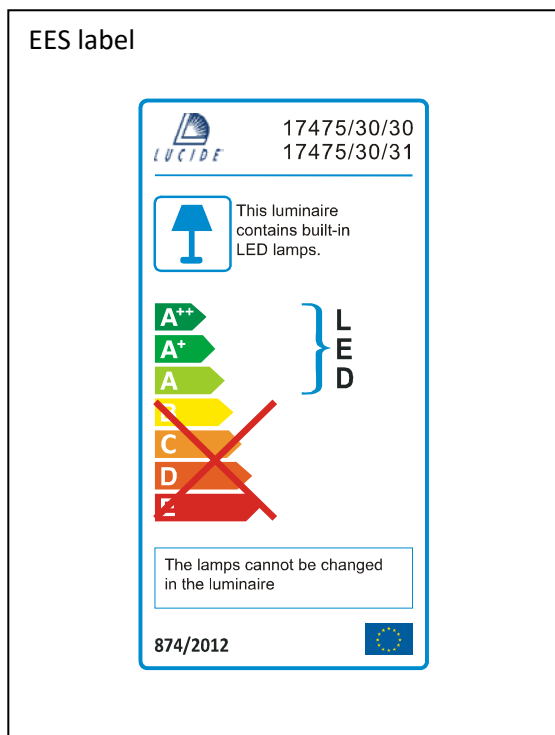 EES label
LUCIDE
17475/30/30
17475/30/31
This luminaire
contains built-in
LED lamps.
A++
A+
A
B
C
D
E
L
E
D
The lamps cannot be changed
in the luminaire
874/2012